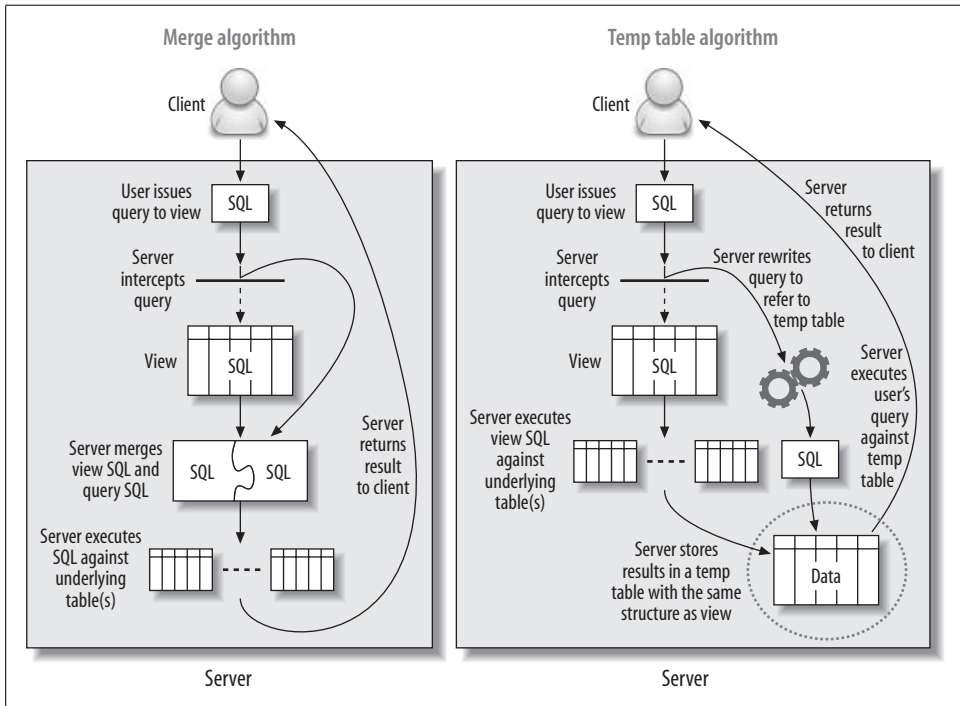 Merge algorithm
Client
User issues
query to view
SQL
Server
intercepts
query
View
SQL
Server merges
view SQL and
query SQL
SQL
SQL
Server
returns
result
to client
Server executes
SQL against
underlying
table(s)
Server
Temp table algorithm
Client
User issues
query to view
SQL
Server
returns
result
to client
Server
intercepts
query
Server rewrites
query to
refer to
temp table
View
SQL
Server
executes
user's
query
against
temp
table
Server executes
view SQL
against
underlying
table(s)
SQL
Server stores
results in a temp
table with the same
structure as view
Data
Server